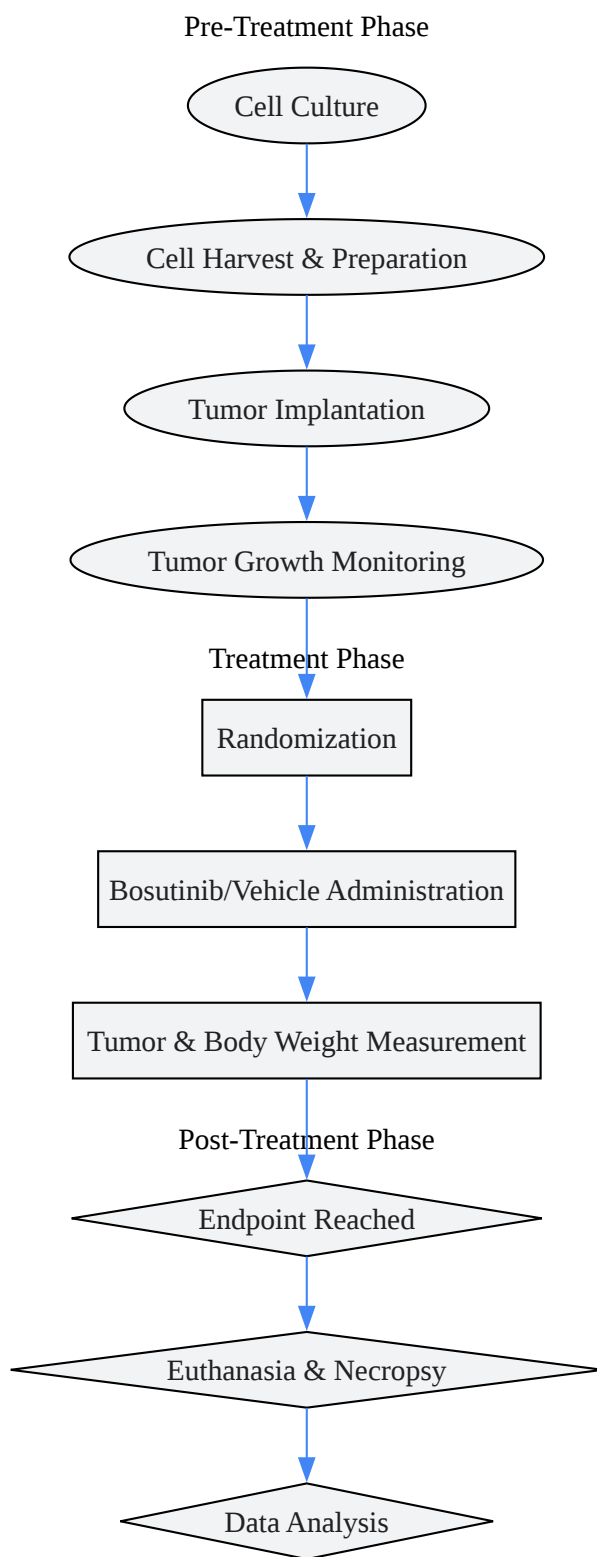 Pre-Treatment Phase
Cell Culture
Cell Harvest & Preparation
Tumor Implantation
Tumor Growth Monitoring
Treatment Phase
Randomization
Bosutinib/Vehicle Administration
Tumor & Body Weight Measurement
Post-Treatment Phase
Endpoint Reached
Euthanasia & Necropsy
Data Analysis